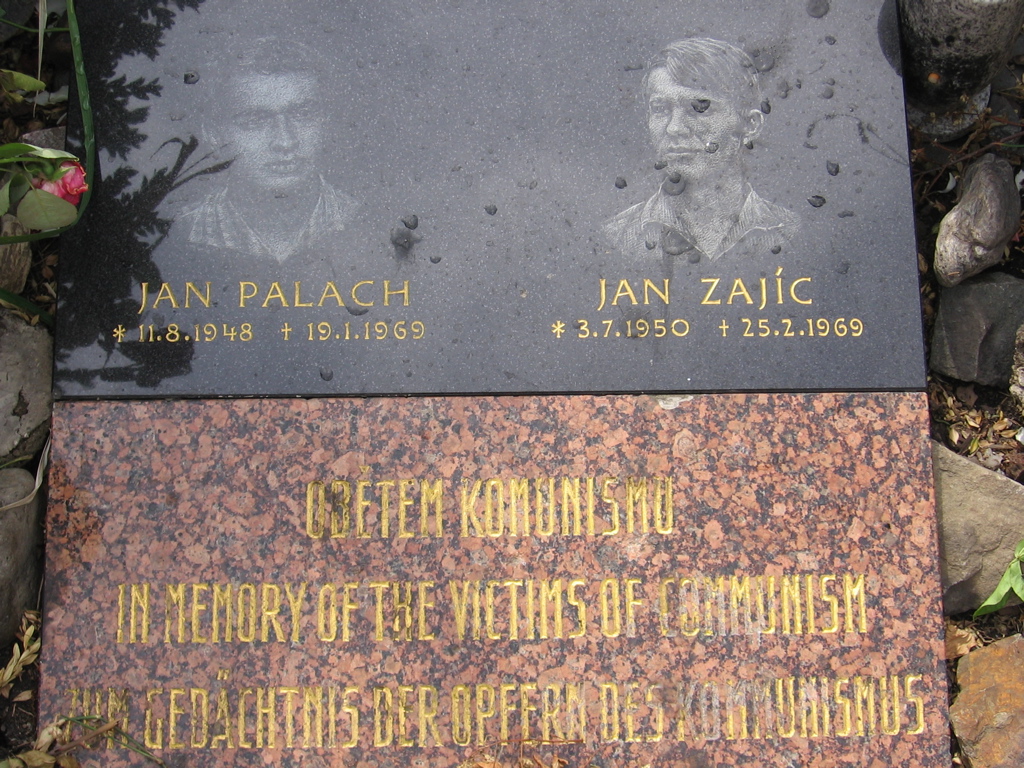 JAN PALACH JAN ZAJÍC
* 11.8.1948 † 19.1.1969 * 3.7.1950 † 25.2.1969
OBĚTEM KOMUNISMU
IN MEMORY OF THE VICTIMS OF COMMUNISM
ZUM GEDÄCHTNIS DER OPFERN DES KOMMUNISMUS